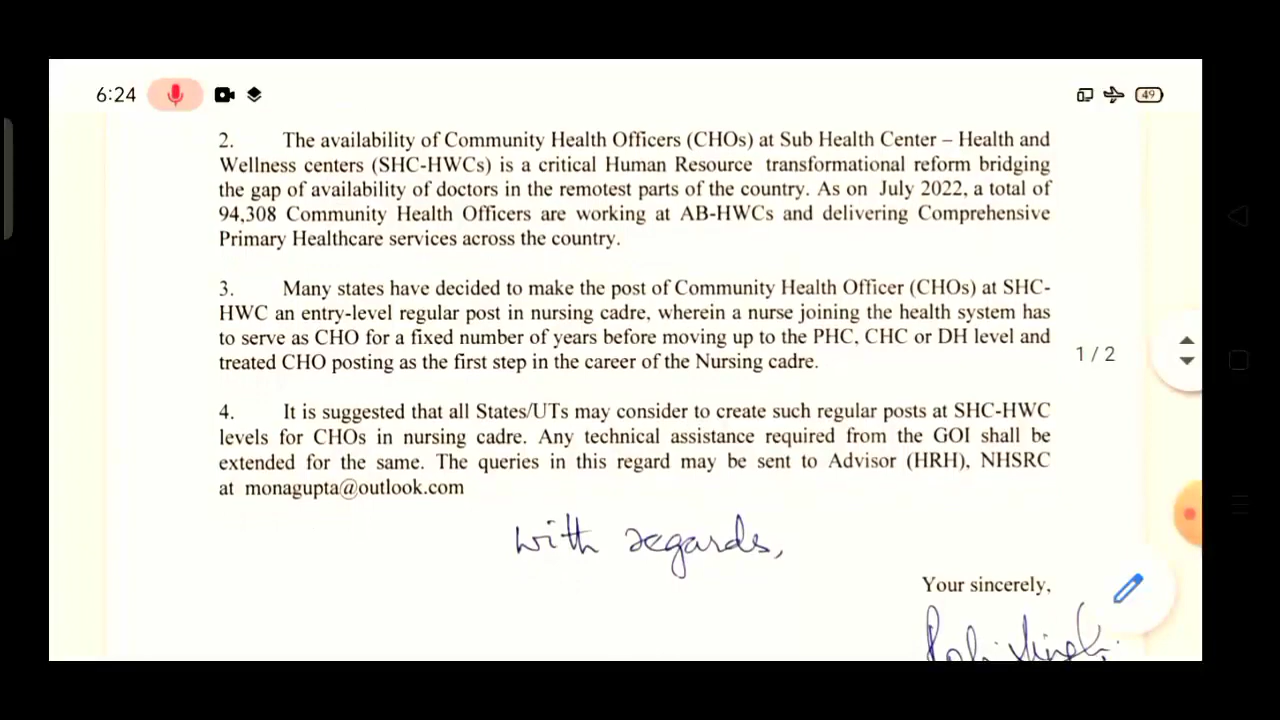 6:24
49
2. The availability of Community Health Officers (CHOs) at Sub Health Center – Health and
Wellness centers (SHC-HWCs) is a critical Human Resource transformational reform bridging
the gap of availability of doctors in the remotest parts of the country. As on July 2022, a total of
94,308 Community Health Officers are working at AB-HWCs and delivering Comprehensive
Primary Healthcare services across the country.
3. Many states have decided to make the post of Community Health Officer (CHOs) at SHC-
HWC an entry-level regular post in nursing cadre, wherein a nurse joining the health system has
to serve as CHO for a fixed number of years before moving up to the PHC, CHC or DH level and
treated CHO posting as the first step in the career of the Nursing cadre.
1 / 2
4. It is suggested that all States/UTs may consider to create such regular posts at SHC-HWC
levels for CHOs in nursing cadre. Any technical assistance required from the GOI shall be
extended for the same. The queries in this regard may be sent to Advisor (HRH), NHSRC
at monagupta@outlook.com
with regards,
Your sincerely,